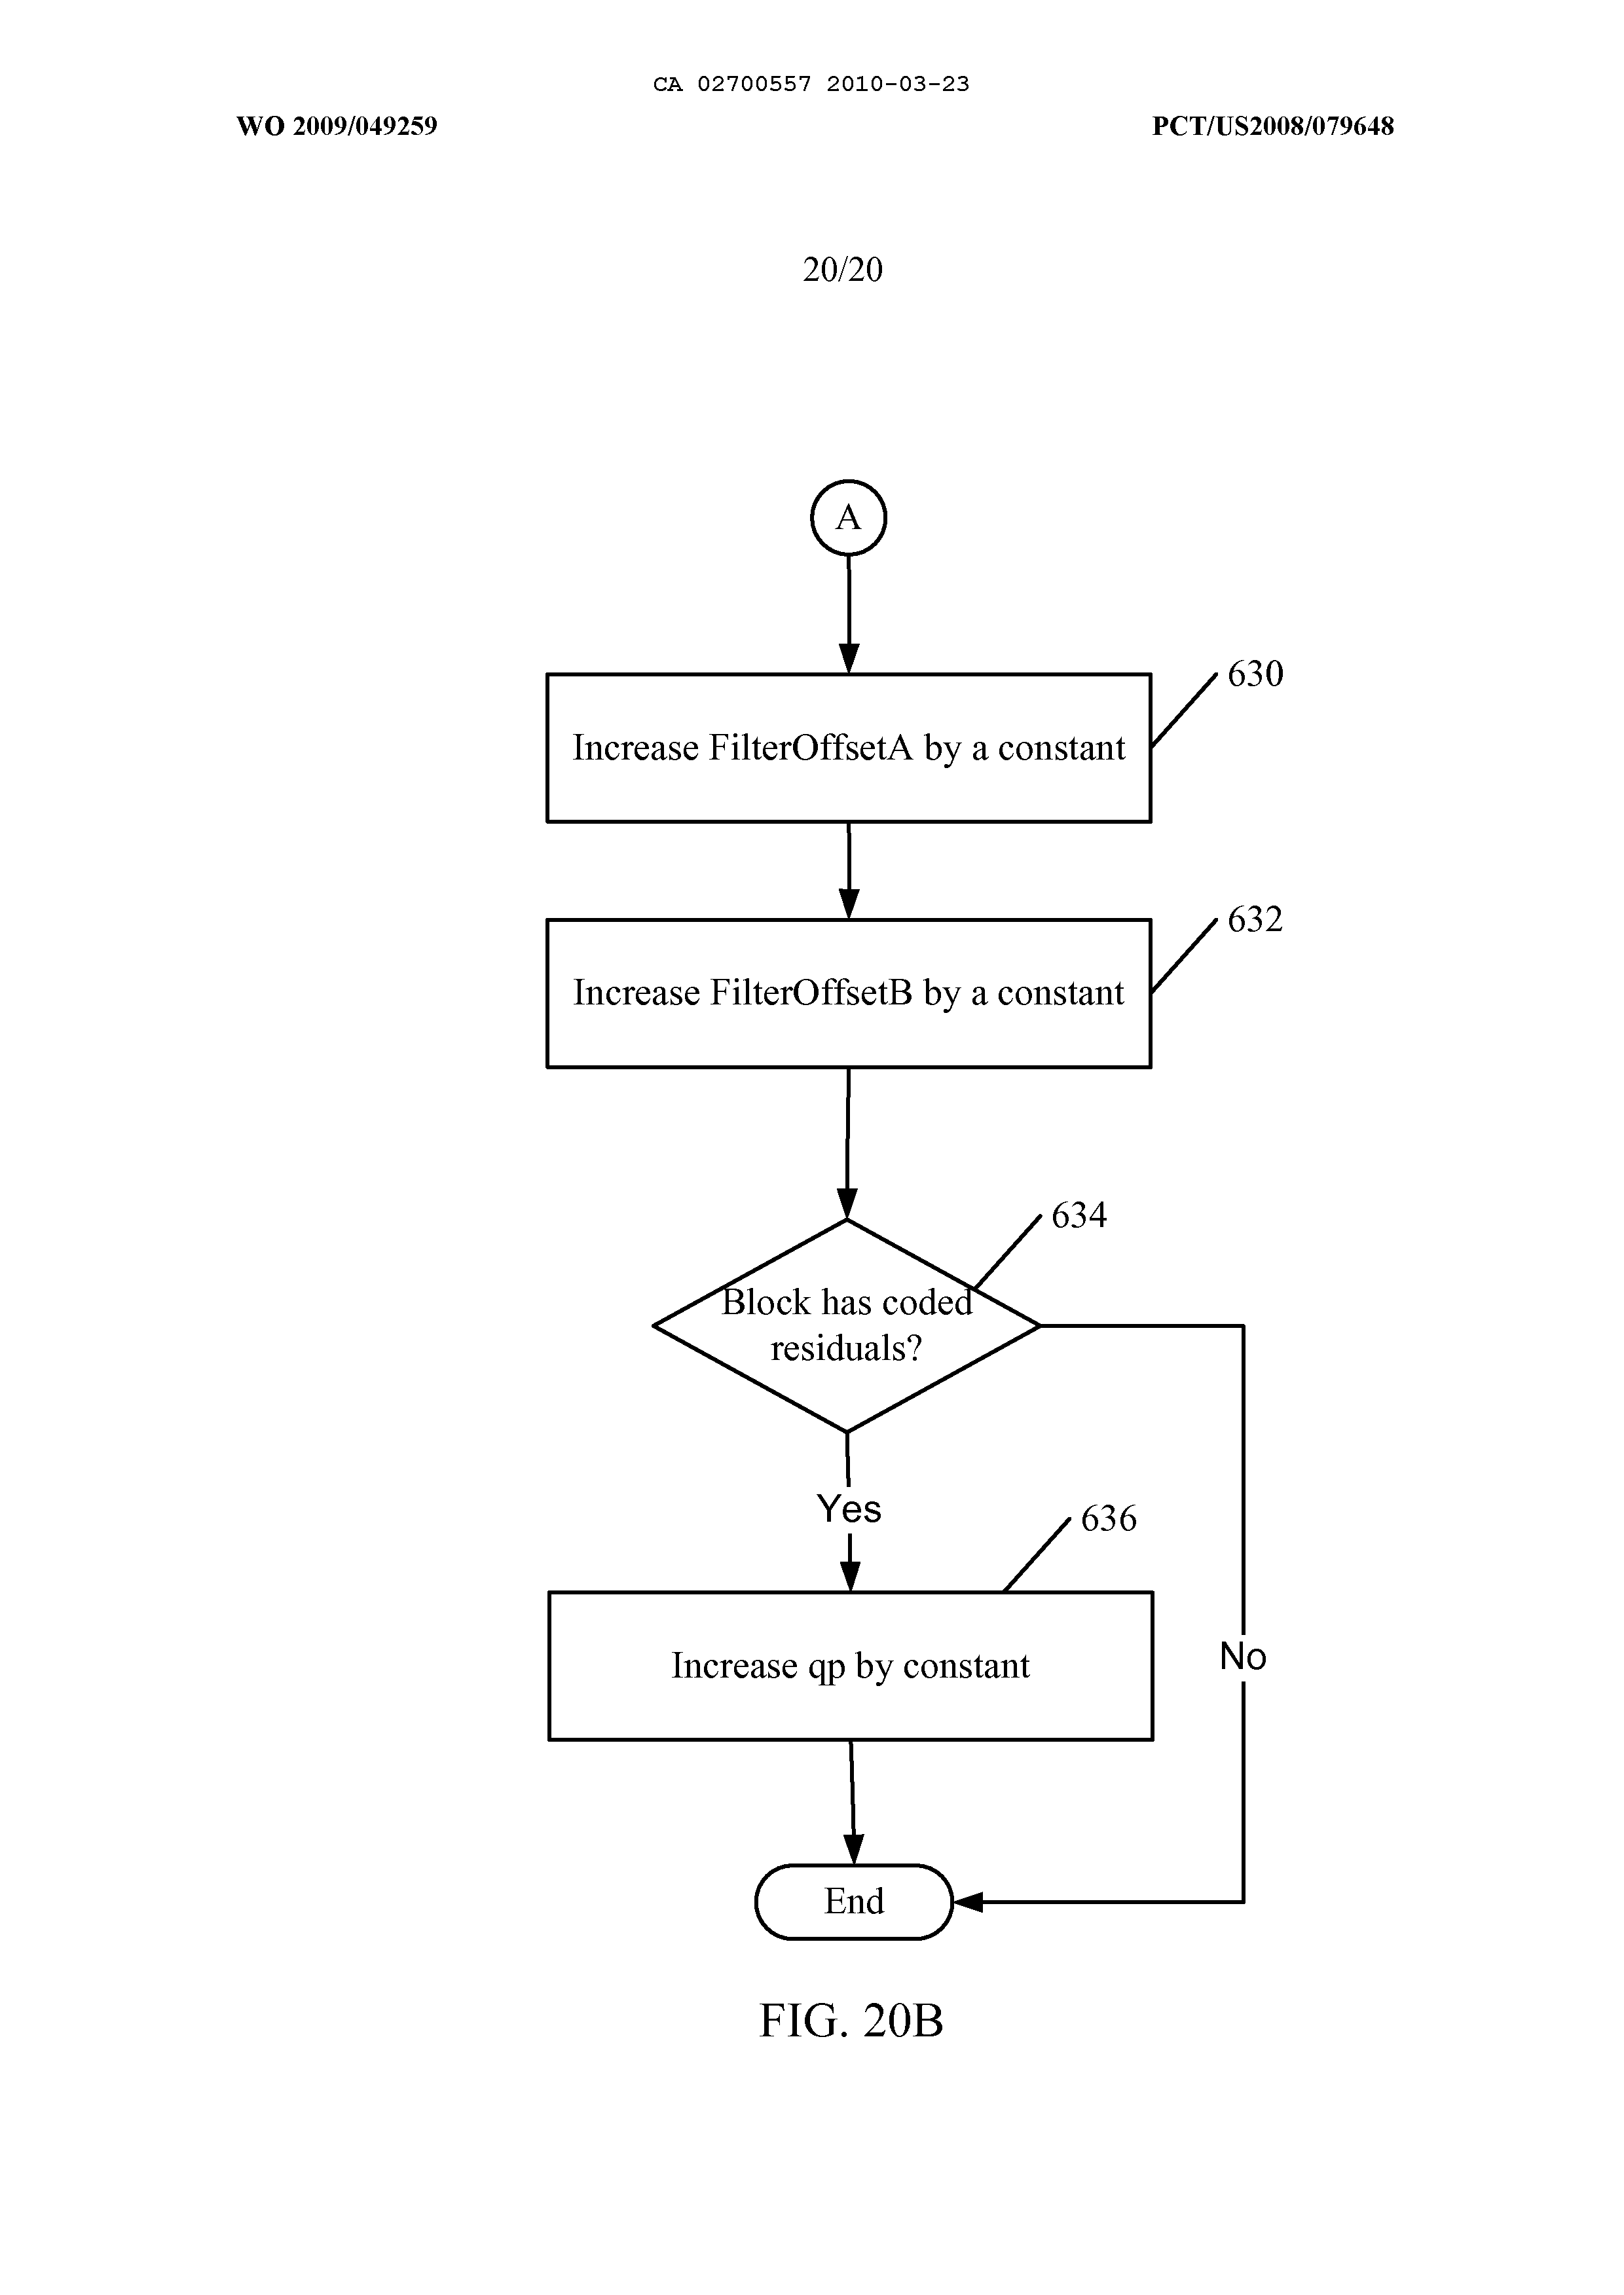 CA 02700557 2010-03-23
WO 2009/049259
PCT/US2008/079648
20/20
A
630
Increase FilterOffsetA by a constant
632
Increase FilterOffsetB by a constant
634
Block has coded
residuals?
Yes
636
Increase qp by constant
No
End
FIG. 20B